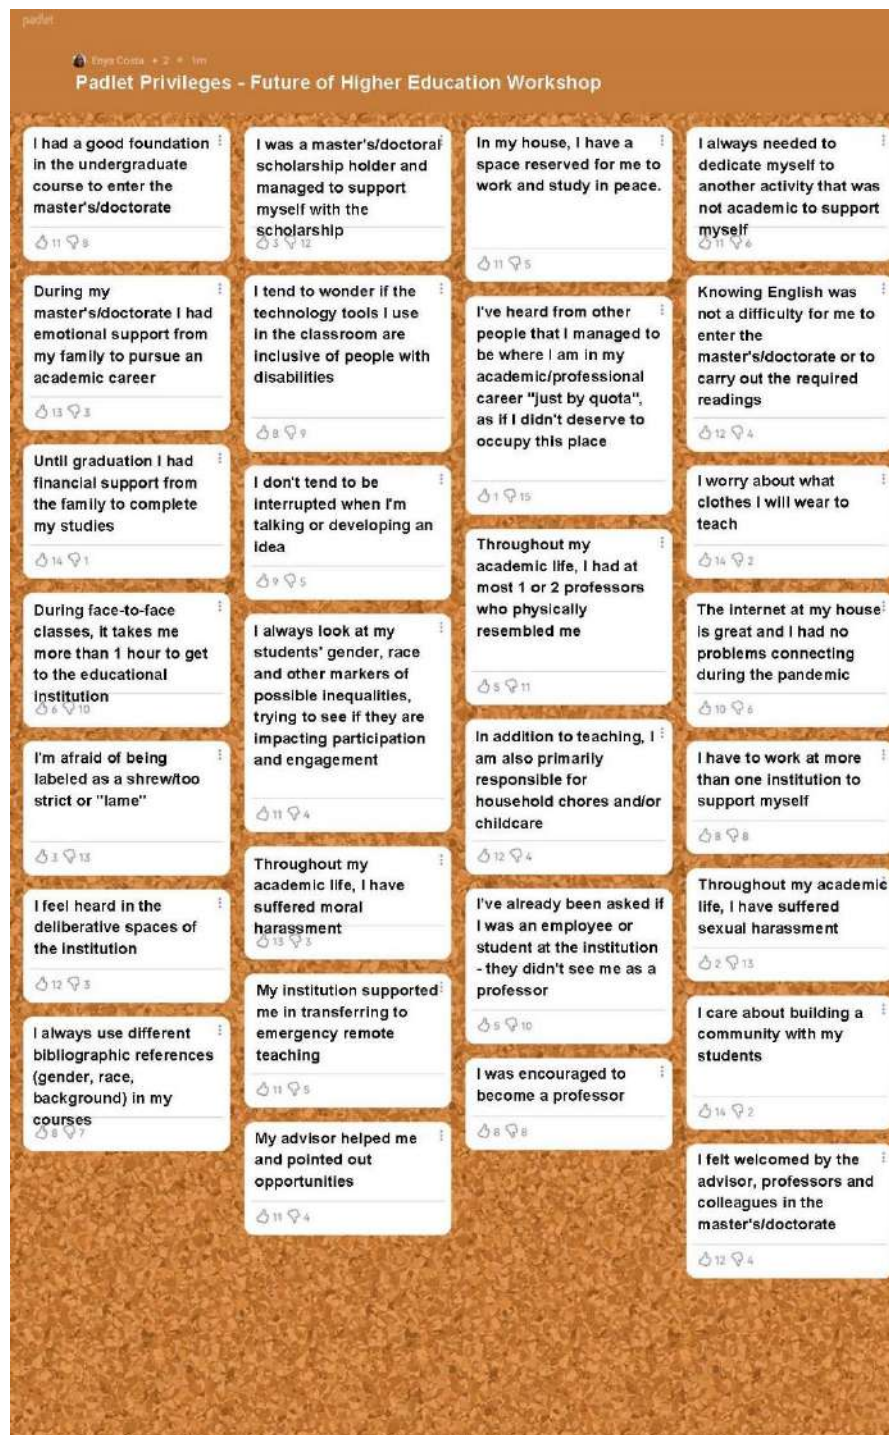 padlet
Enya Costa • 2 • 1m
Padlet Privileges - Future of Higher Education Workshop
I had a good foundation
in the undergraduate
course to enter the
master's/doctorate
11 8
During my
master's/doctorate I had
emotional support from
my family to pursue an
academic career
13 3
Until graduation I had
financial support from
the family to complete
my studies
14 1
During face-to-face
classes, it takes me
more than 1 hour to get
to the educational
institution
6 10
I'm afraid of being
labeled as a shrew/too
strict or "lame"
3 13
I feel heard in the
deliberative spaces of
the institution
12 3
I always use different
bibliographic references
(gender, race,
background) in my
courses
8 7
I was a master's/doctoral
scholarship holder and
managed to support
myself with the
scholarship
3 12
I tend to wonder if the
technology tools I use
in the classroom are
inclusive of people with
disabilities
8 9
I don't tend to be
interrupted when I'm
talking or developing an
idea
9 5
I always look at my
students' gender, race
and other markers of
possible inequalities,
trying to see if they are
impacting participation
and engagement
11 4
Throughout my
academic life, I have
suffered moral
harassment
13 3
My institution supported
me in transferring to
emergency remote
teaching
11 5
My advisor helped me
and pointed out
opportunities
11 4
In my house, I have a
space reserved for me to
work and study in peace.
11 5
I've heard from other
people that I managed to
be where I am in my
academic/professional
career "just by quota",
as if I didn't deserve to
occupy this place
1 15
Throughout my
academic life, I had at
most 1 or 2 professors
who physically
resembled me
5 11
In addition to teaching, I
am also primarily
responsible for
household chores and/or
childcare
12 4
I've already been asked if
I was an employee or
student at the institution
- they didn't see me as a
professor
5 10
I was encouraged to
become a professor
8 8
I always needed to
dedicate myself to
another activity that was
not academic to support
myself
11 6
Knowing English was
not a difficulty for me to
enter the
master's/doctorate or to
carry out the required
readings
12 4
I worry about what
clothes I will wear to
teach
14 2
The internet at my house
is great and I had no
problems connecting
during the pandemic
10 6
I have to work at more
than one institution to
support myself
8 8
Throughout my academic
life, I have suffered
sexual harassment
2 13
I care about building a
community with my
students
14 2
I felt welcomed by the
advisor, professors and
colleagues in the
master's/doctorate
12 4